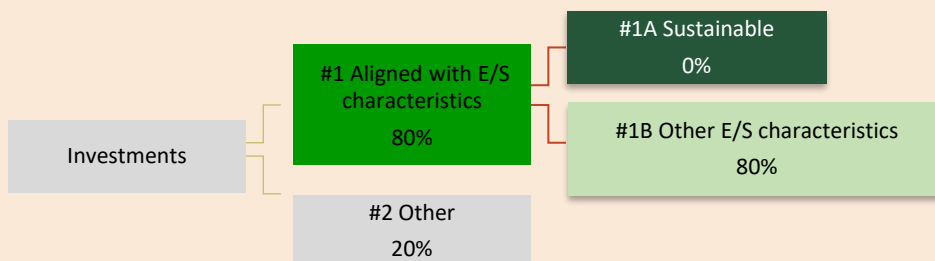 Investments
#1 Aligned with E/S
characteristics
80%
#2 Other
20%
#1A Sustainable
0%
#1B Other E/S characteristics
80%